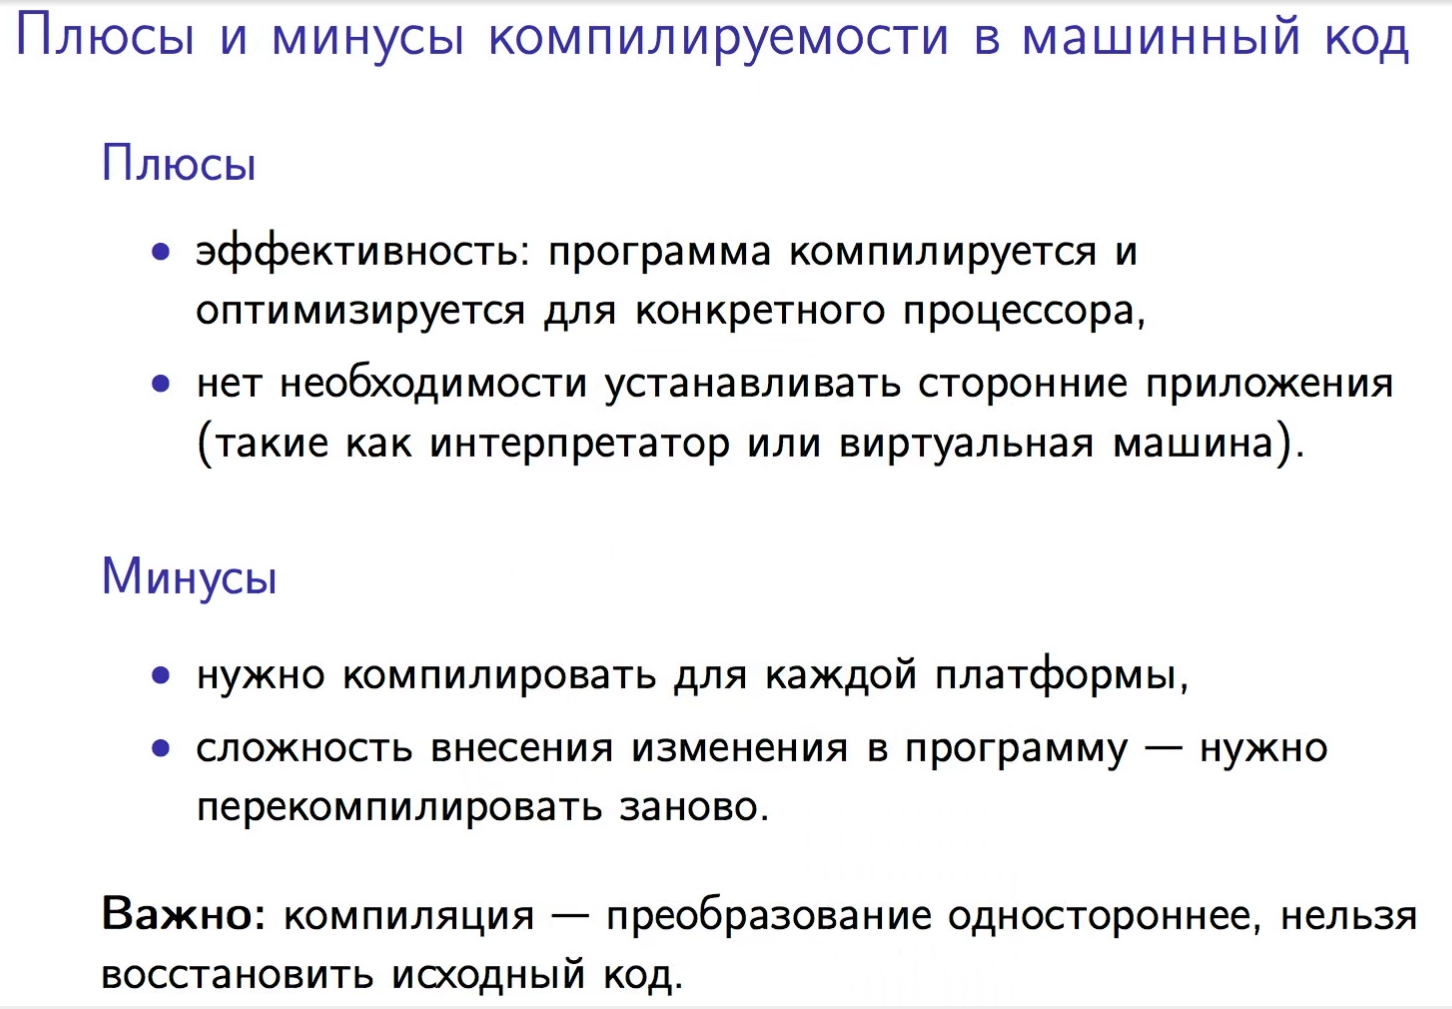 Плюсы и минусы компилируемости в машинный код
Плюсы
• эффективность: программа компилируется и
оптимизируется для конкретного процессора,
• нет необходимости устанавливать сторонние приложения
(такие как интерпретатор или виртуальная машина).
Минусы
• нужно компилировать для каждой платформы,
• сложность внесения изменения в программу — нужно
перекомпилировать заново.
Важно: компиляция — преобразование одностороннее, нельзя
восстановить исходный код.